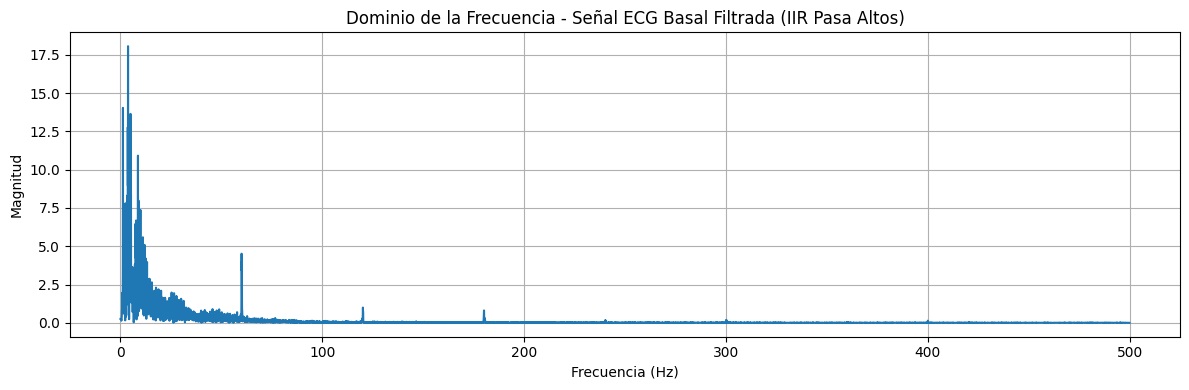 Dominio de la Frecuencia - Señal ECG Basal Filtrada (IIR Pasa Altos)
Magnitud
17.5
15.0
12.5
10.0
7.5
5.0
2.5
0.0
0 100 200 300 400 500
Frecuencia (Hz)